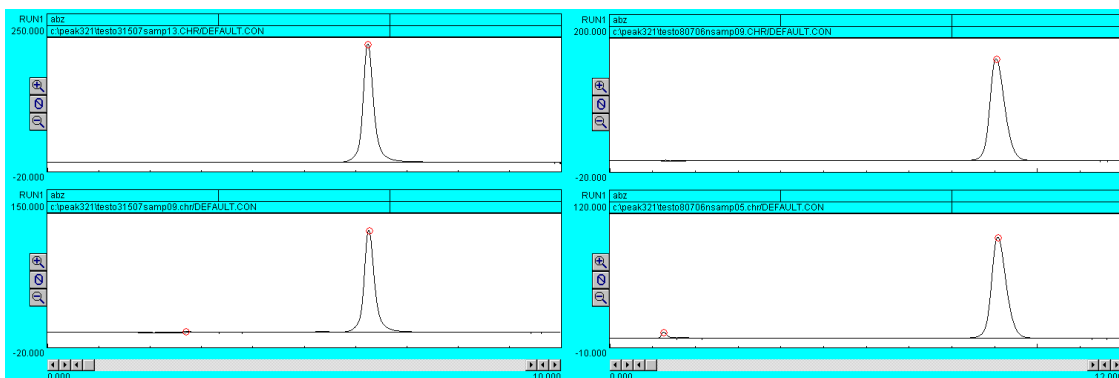 RUN1 abz
250.000 c:\peak321\testo31507samp13.CHR/DEFAULT.CON
-20.000
RUN1 abz
150.000 c:\peak321\testo31507samp09.chr/DEFAULT.CON
-20.000
0.000 10.000
RUN1 abz
200.000 c:\peak321\testo80706nsamp09.CHR/DEFAULT.CON
-20.000
RUN1 abz
120.000 c:\peak321\testo80706nsamp05.chr/DEFAULT.CON
-10.000
0.000 12.000